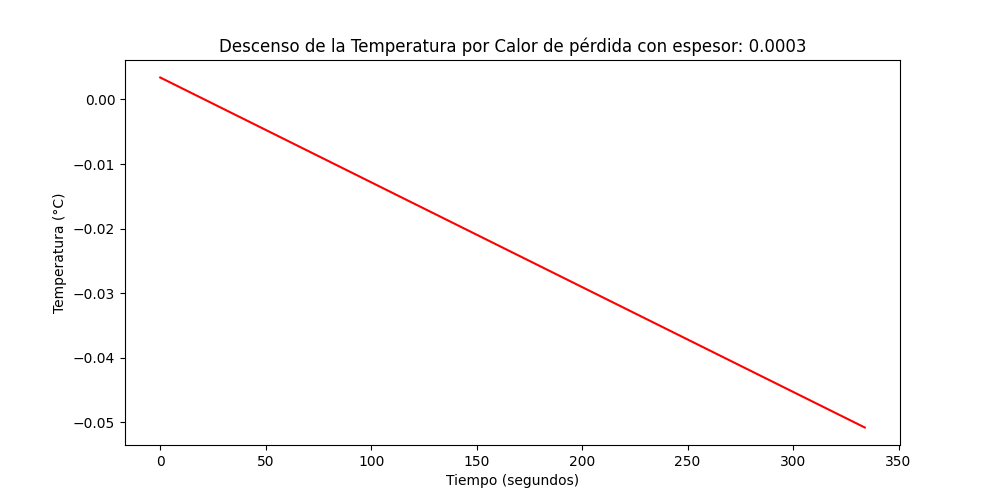 Descenso de la Temperatura por Calor de pérdida con espesor: 0.0003
Temperatura (°C)
0.00
−0.01
−0.02
−0.03
−0.04
−0.05
0 50 100 150 200 250 300 350
Tiempo (segundos)